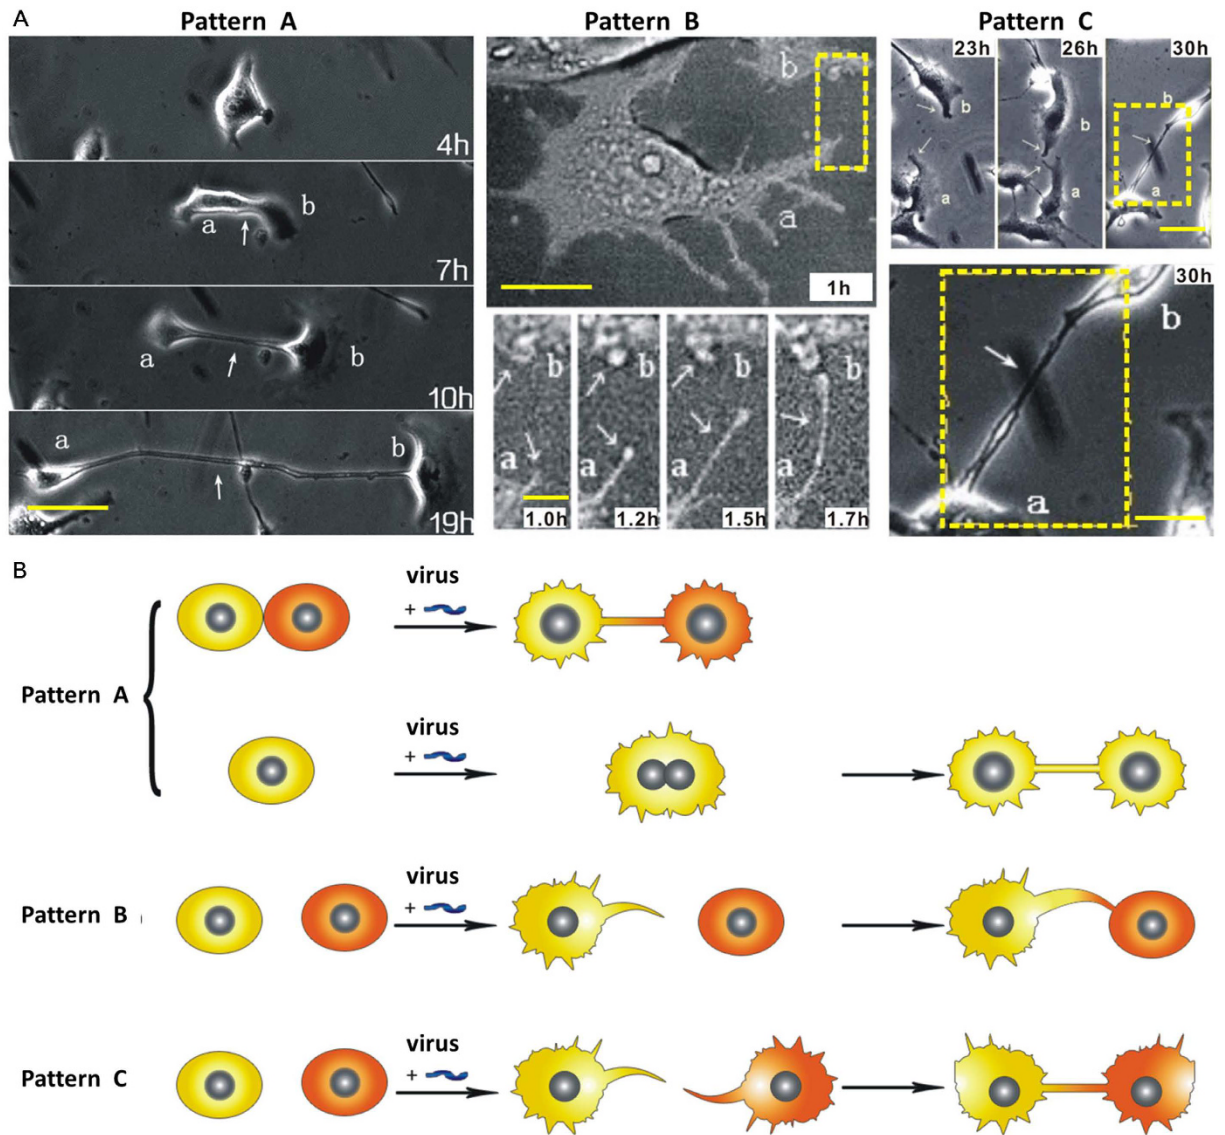 A
Pattern A
Pattern B
Pattern C
4h
a
b
7h
a
b
10h
a
b
19h
b
a
1h
b
a
1.0h
b
a
1.2h
b
a
1.5h
b
a
1.7h
23h
b
a
26h
b
a
30h
b
a
30h
b
a
B
Pattern A
virus
+
virus
+
Pattern B
virus
+
Pattern C
virus
+